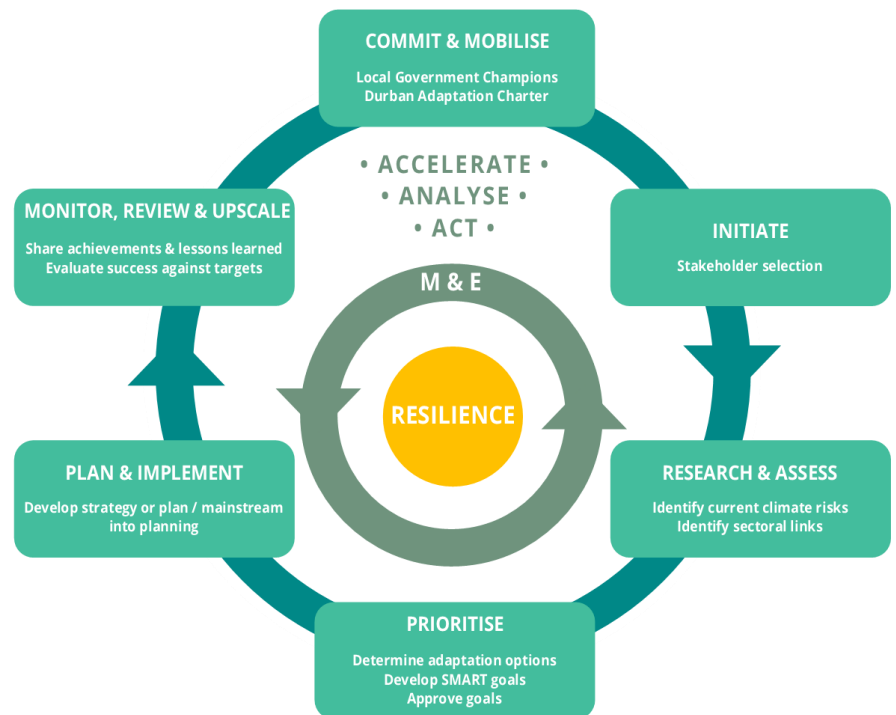 COMMIT & MOBILISE
Local Government Champions
Durban Adaptation Charter
• ACCELERATE •
• ANALYSE •
• ACT •
MONITOR, REVIEW & UPSCALE
Share achievements & lessons learned
Evaluate success against targets
INITIATE
Stakeholder selection
M & E
RESILIENCE
PLAN & IMPLEMENT
Develop strategy or plan / mainstream
into planning
RESEARCH & ASSESS
Identify current climate risks
Identify sectoral links
PRIORITISE
Determine adaptation options
Develop SMART goals
Approve goals